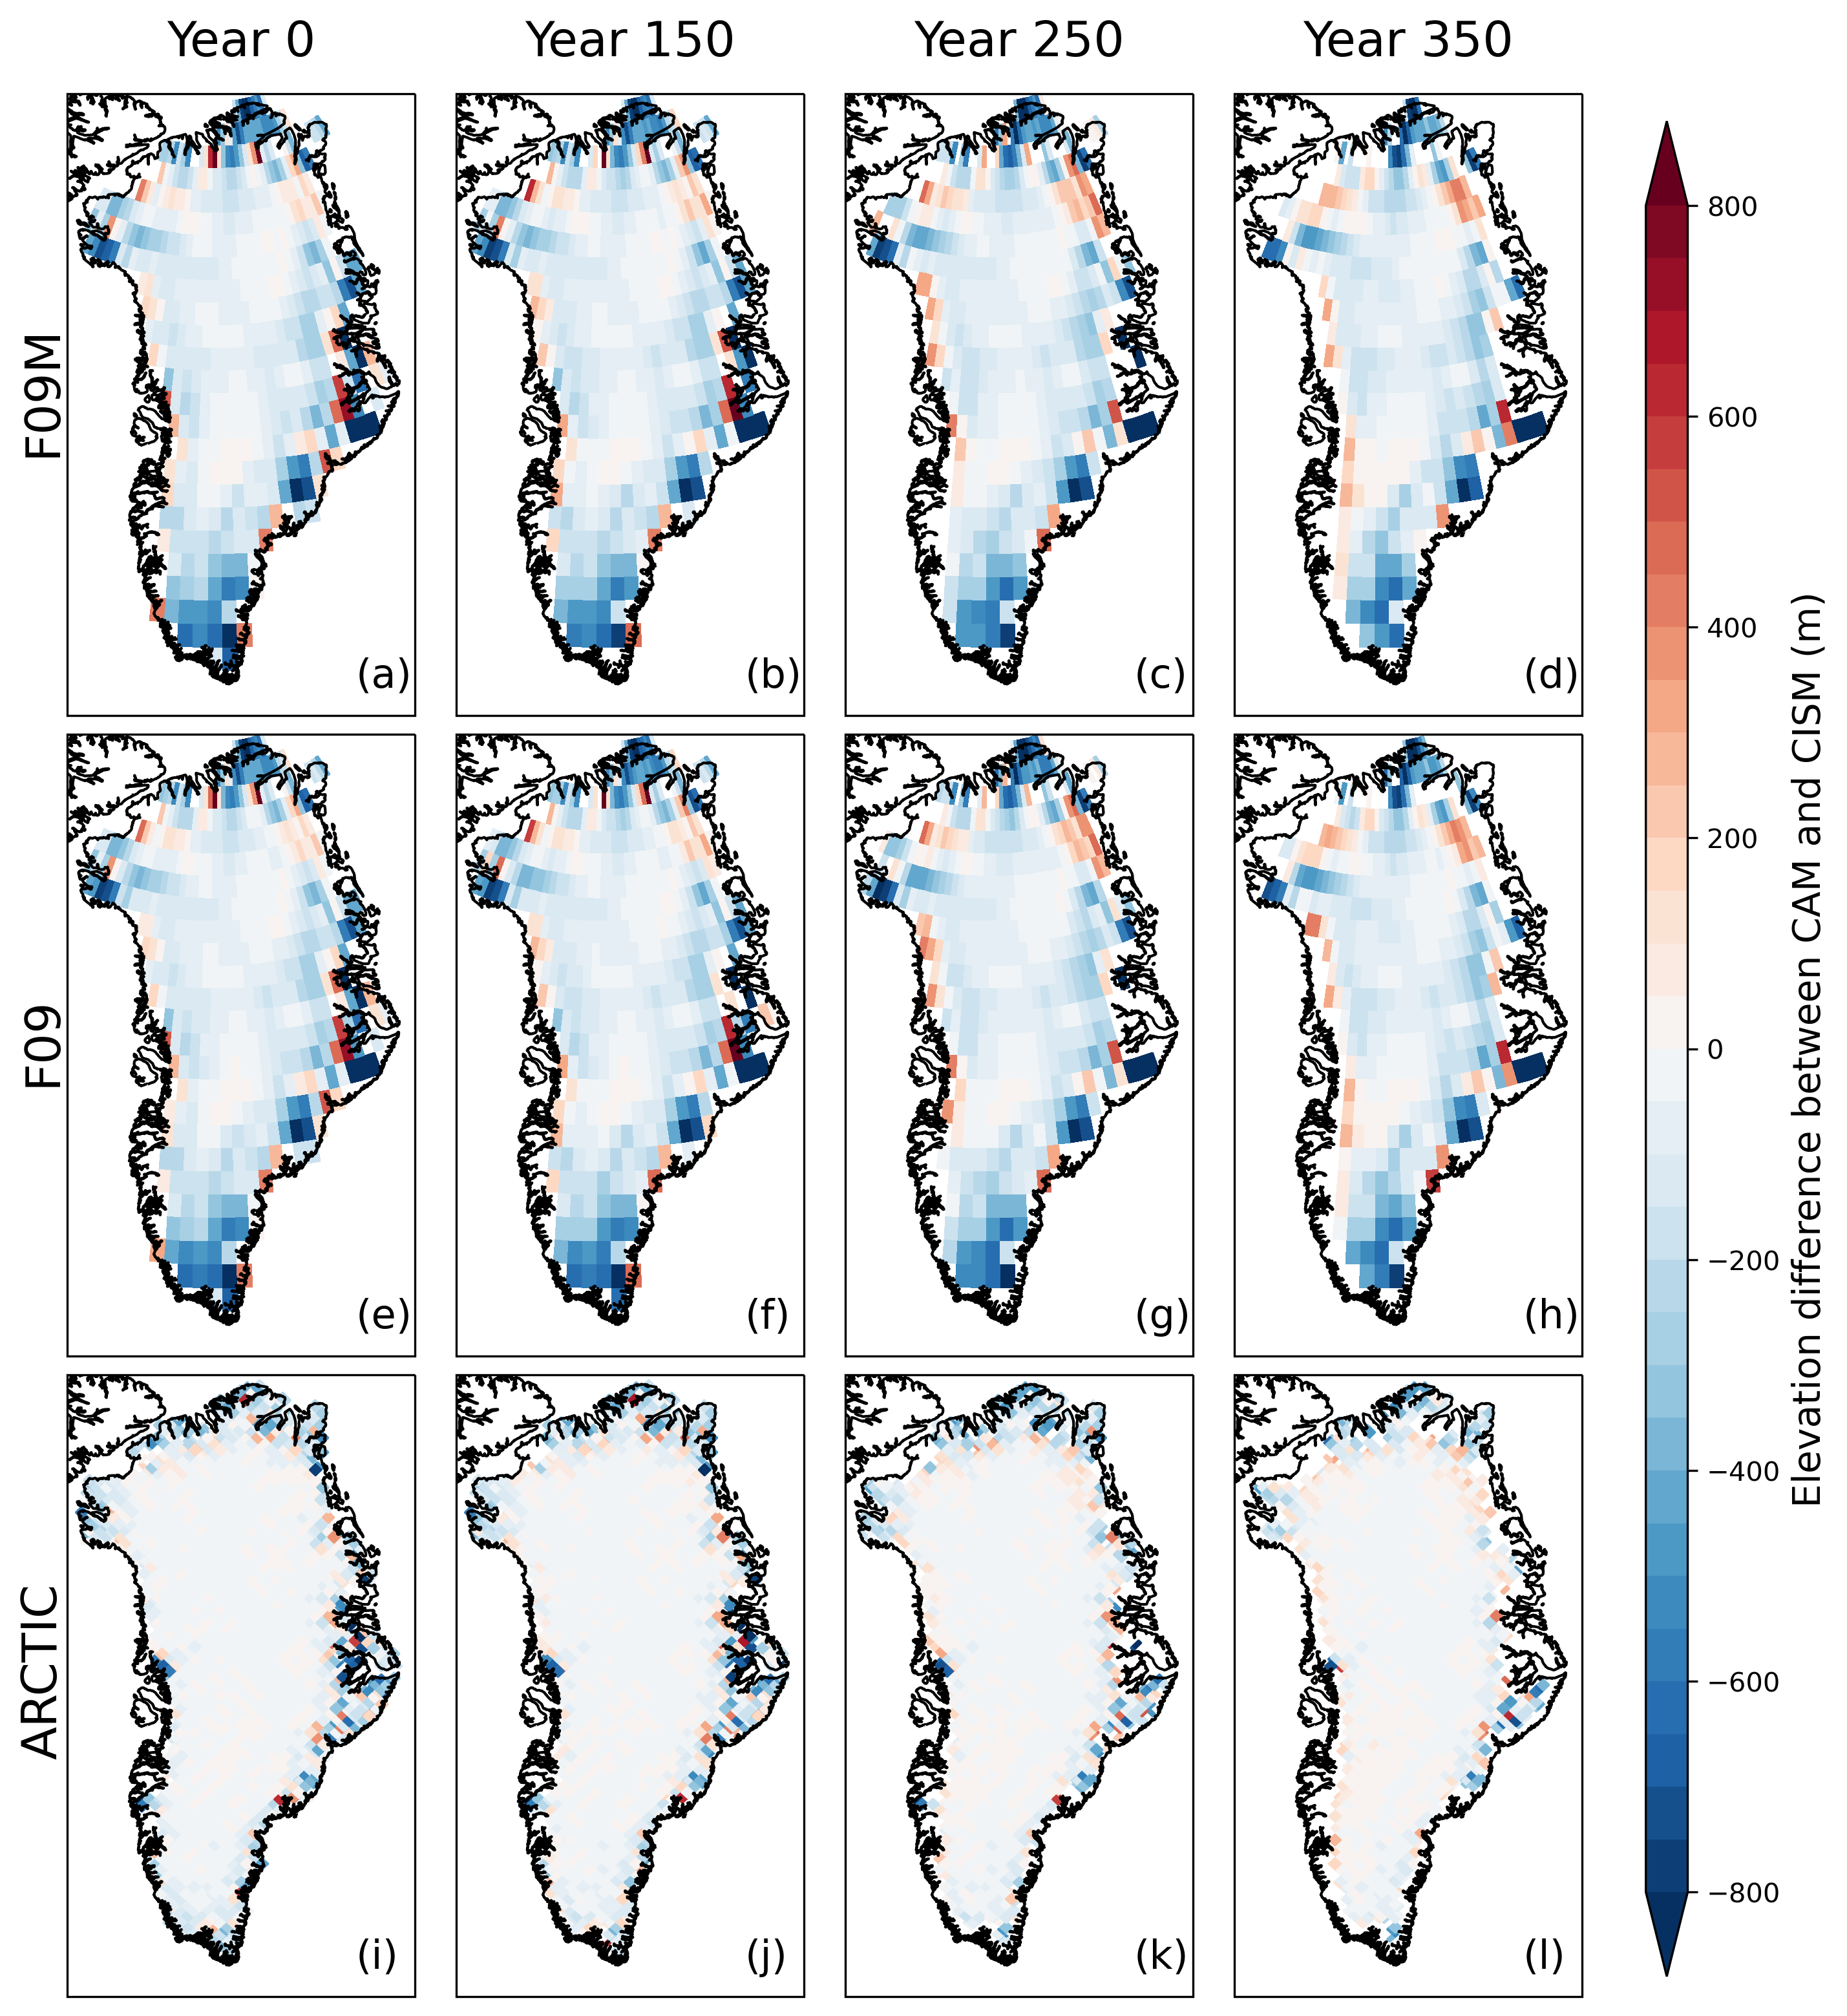 Year 0
Year 150
Year 250
Year 350
F09M
(a)
(b)
(c)
(d)
F09
(e)
(f)
(g)
(h)
ARCTIC
(i)
(j)
(k)
(l)
800
600
400
200
0
−200
−400
−600
−800
Elevation difference between CAM and CISM (m)